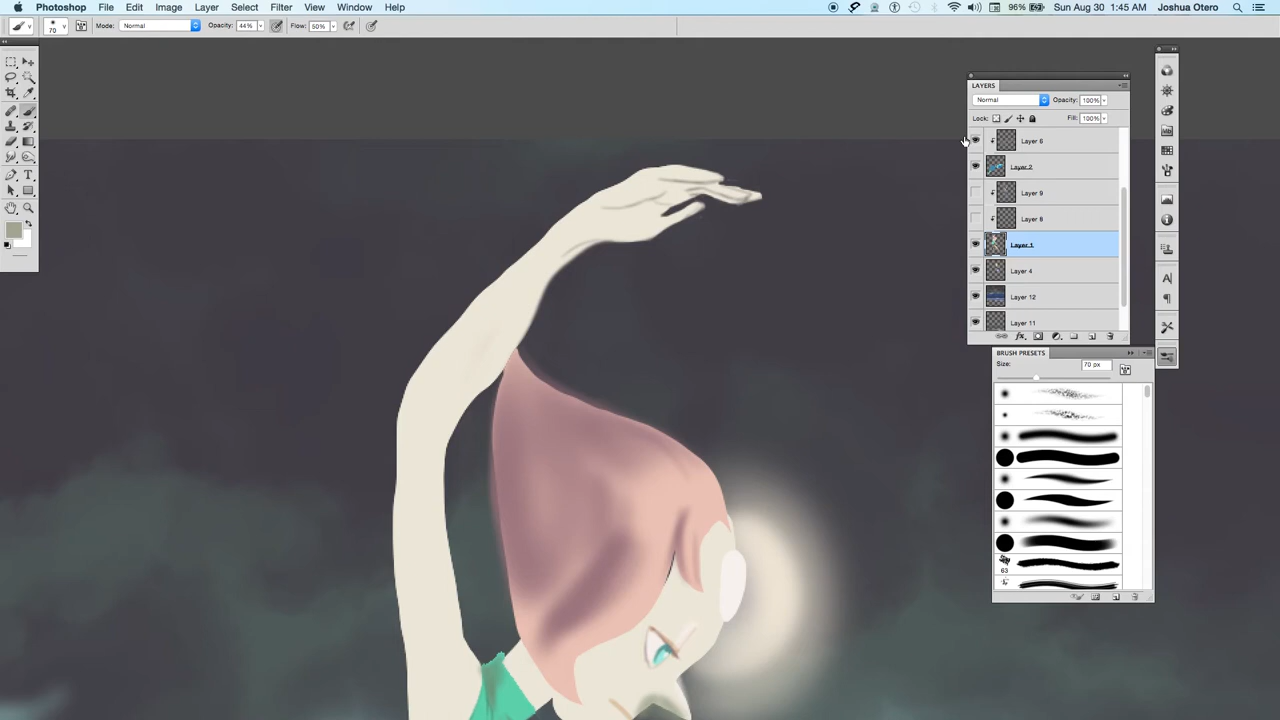 Photoshop File Edit Image Layer Select Filter View Window Help 96% Sun Aug 30 1:45 AM Joshua Otero
70 Mode: Normal Opacity: 44% Flow: 50%
LAYERS
Normal Opacity: 100%
Lock: Fill: 100%
Layer 6
Layer 2
Layer 9
Layer 8
Layer 1
Layer 4
Layer 12
Layer 11
BRUSH PRESETS
Size: 70 px
63